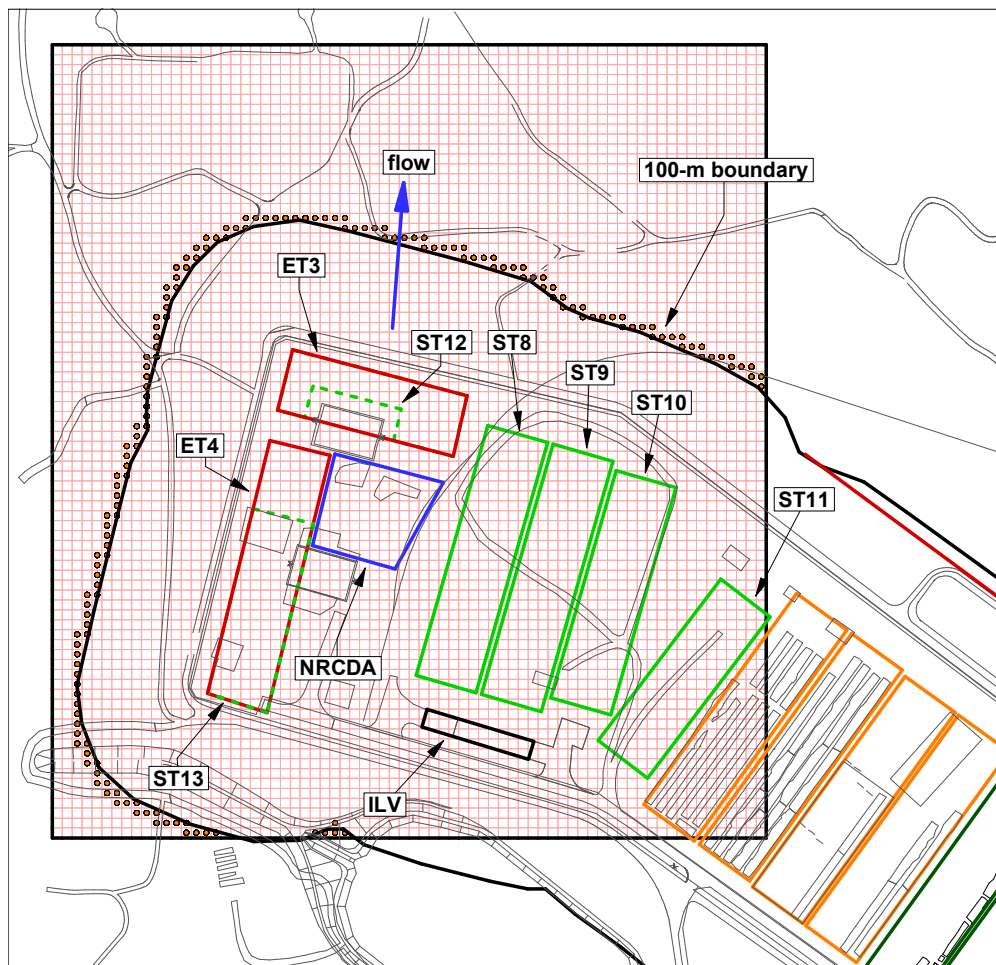 flow
100-m boundary
ET3
ST12
ST8
ST9
ST10
ET4
ST11
NRCDA
ST13
ILV